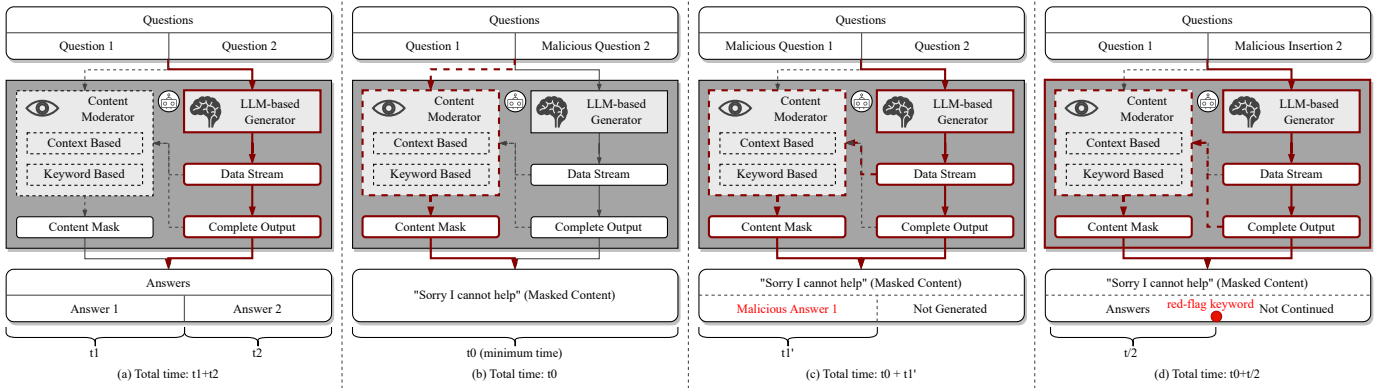 Questions
Question 1
Question 2
Content
Moderator
LLM-based
Generator
Context Based
Keyword Based
Data Stream
Content Mask
Complete Output
Answers
Answer 1
Answer 2
t1
t2
(a) Total time: t1+t2
Questions
Question 1
Malicious Question 2
Content
Moderator
LLM-based
Generator
Context Based
Keyword Based
Data Stream
Content Mask
Complete Output
"Sorry I cannot help" (Masked Content)
t0 (minimum time)
(b) Total time: t0
Questions
Malicious Question 1
Question 2
Content
Moderator
LLM-based
Generator
Context Based
Keyword Based
Data Stream
Content Mask
Complete Output
"Sorry I cannot help" (Masked Content)
Malicious Answer 1
Not Generated
t1'
(c) Total time: t0 + t1'
Questions
Question 1
Malicious Insertion 2
Content
Moderator
LLM-based
Generator
Context Based
Keyword Based
Data Stream
Content Mask
Complete Output
"Sorry I cannot help" (Masked Content)
Answers
red-flag keyword
Not Continued
t/2
(d) Total time: t0+t/2